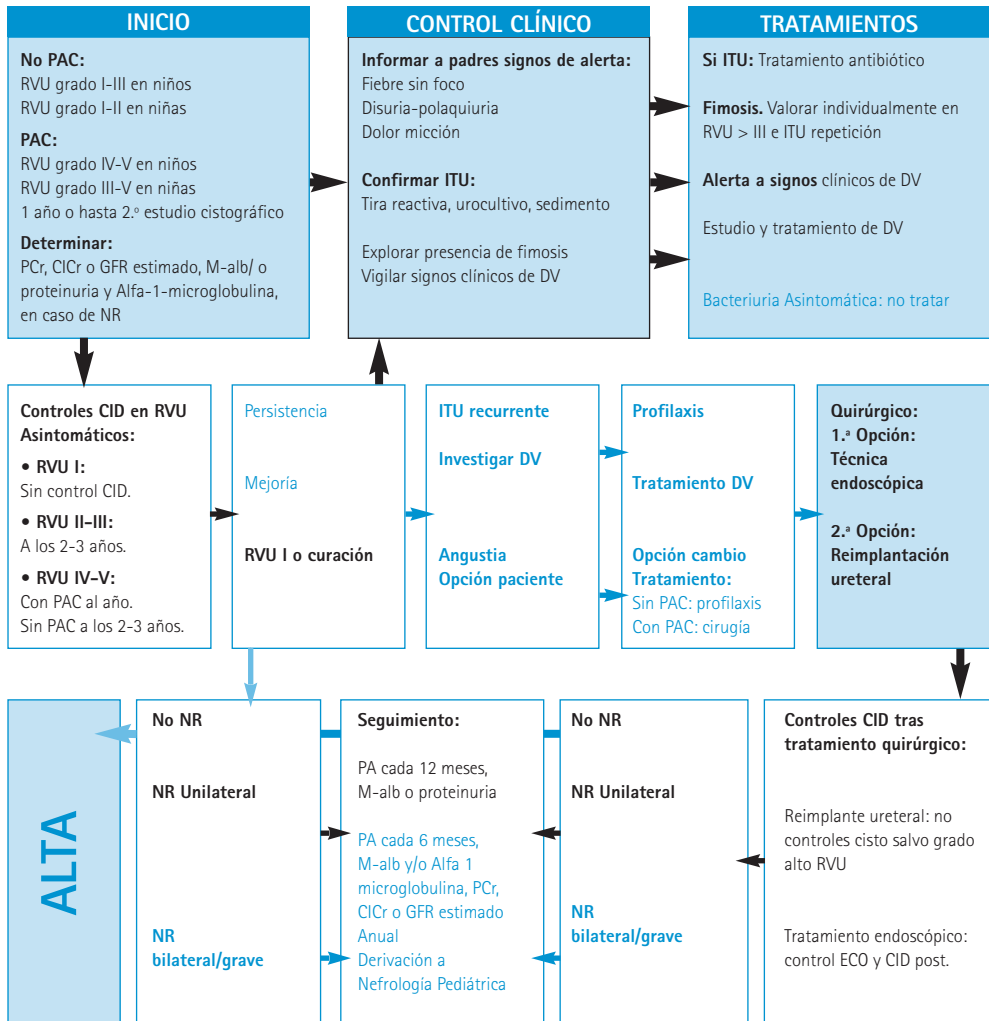 INICIO
No PAC:
RVU grado I-III en niños
RVU grado I-II en niñas
PAC:
RVU grado IV-V en niños
RVU grado III-V en niñas
1 año o hasta 2.º estudio cistográfico
Determinar:
PCr, ClCr o GFR estimado, M-alb/ o
proteinuria y Alfa-1-microglobulina,
en caso de NR
CONTROL CLÍNICO
Informar a padres signos de alerta:
Fiebre sin foco
Disuria-polaquiuria
Dolor micción
Confirmar ITU:
Tira reactiva, urocultivo, sedimento
Explorar presencia de fimosis
Vigilar signos clínicos de DV
TRATAMIENTOS
Si ITU: Tratamiento antibiótico
Fimosis. Valorar individualmente en
RVU > III e ITU repetición
Alerta a signos clínicos de DV
Estudio y tratamiento de DV
Bacteriuria Asintomática: no tratar
Controles CID en RVU
Asintomáticos:
• RVU I:
Sin control CID.
• RVU II-III:
A los 2-3 años.
• RVU IV-V:
Con PAC al año.
Sin PAC a los 2-3 años.
Persistencia
Mejoría
RVU I o curación
ITU recurrente
Investigar DV
Angustia
Opción paciente
Profilaxis
Tratamiento DV
Opción cambio
Tratamiento:
Sin PAC: profilaxis
Con PAC: cirugía
Quirúrgico:
1.ª Opción:
Técnica
endoscópica
2.ª Opción:
Reimplantación
ureteral
ALTA
No NR
NR Unilateral
NR
bilateral/grave
Seguimiento:
PA cada 12 meses,
M-alb o proteinuria
PA cada 6 meses,
M-alb y/o Alfa 1
microglobulina, PCr,
ClCr o GFR estimado
Anual
Derivación a
Nefrología Pediátrica
No NR
NR Unilateral
NR
bilateral/grave
Controles CID tras
tratamiento quirúrgico:
Reimplante ureteral: no
controles cisto salvo grado
alto RVU
Tratamiento endoscópico:
control ECO y CID post.